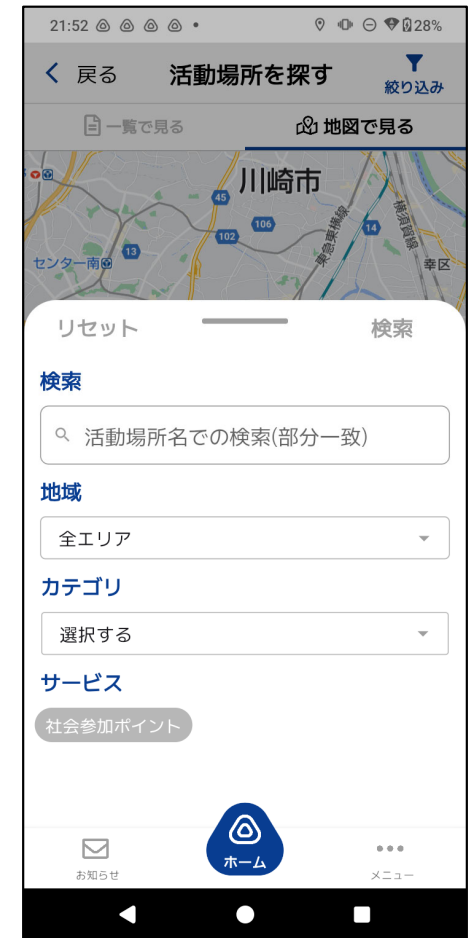 21:52
28%
戻る
活動場所を探す
絞り込み
一覧で見る
地図で見る
川崎市
45
106
102
14
13
東急東横線
横須賀線
センター南
幸区
リセット
検索
検索
活動場所名での検索(部分一致)
地域
全エリア
カテゴリ
選択する
サービス
社会参加ポイント
お知らせ
ホーム
メニュー